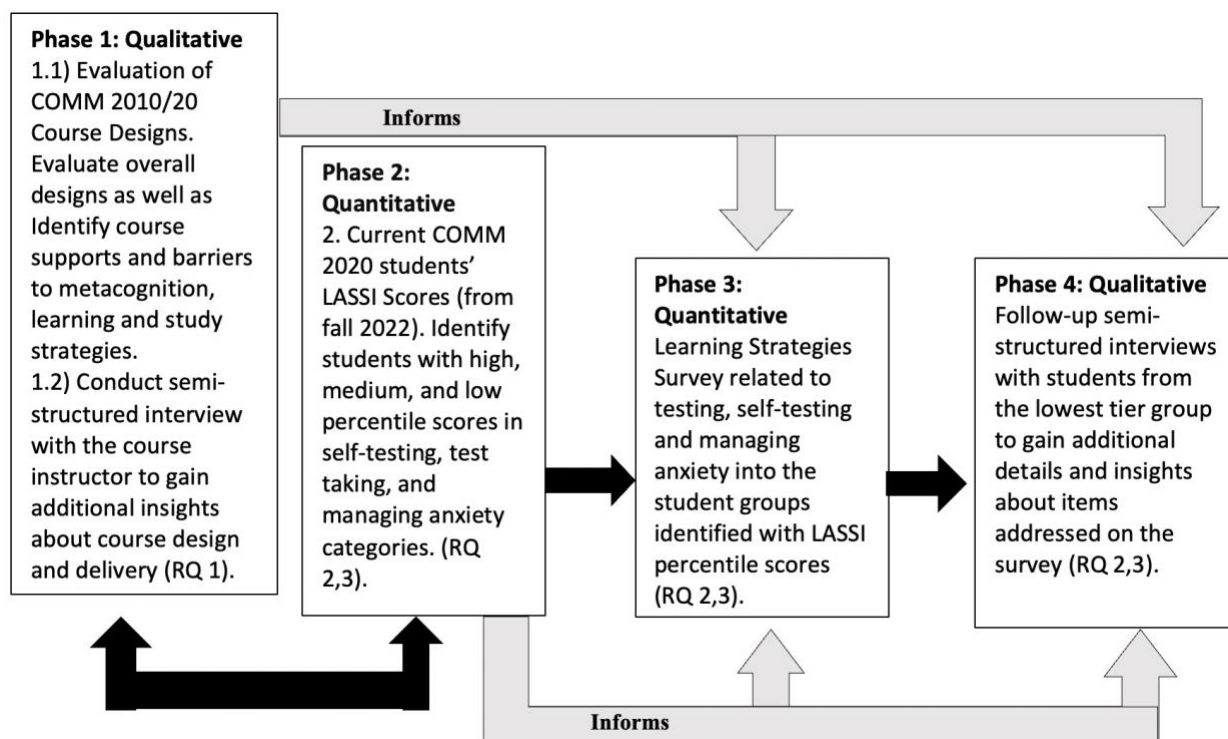 Phase 1: Qualitative
1.1) Evaluation of
COMM 2010/20
Course Designs.
Evaluate overall
designs as well as
Identify course
supports and barriers
to metacognition,
learning and study
strategies.
1.2) Conduct semi-
structured interview
with the course
instructor to gain
additional insights
about course design
and delivery (RQ 1).
Informs
Phase 2:
Quantitative
2. Current COMM
2020 students’
LASSI Scores (from
fall 2022). Identify
students with high,
medium, and low
percentile scores in
self-testing, test
taking, and
managing anxiety
categories. (RQ
2,3).
Phase 3:
Quantitative
Learning Strategies
Survey related to
testing, self-testing
and managing
anxiety into the
student groups
identified with LASSI
percentile scores
(RQ 2,3).
Phase 4: Qualitative
Follow-up semi-
structured interviews
with students from
the lowest tier group
to gain additional
details and insights
about items
addressed on the
survey (RQ 2,3).
Informs